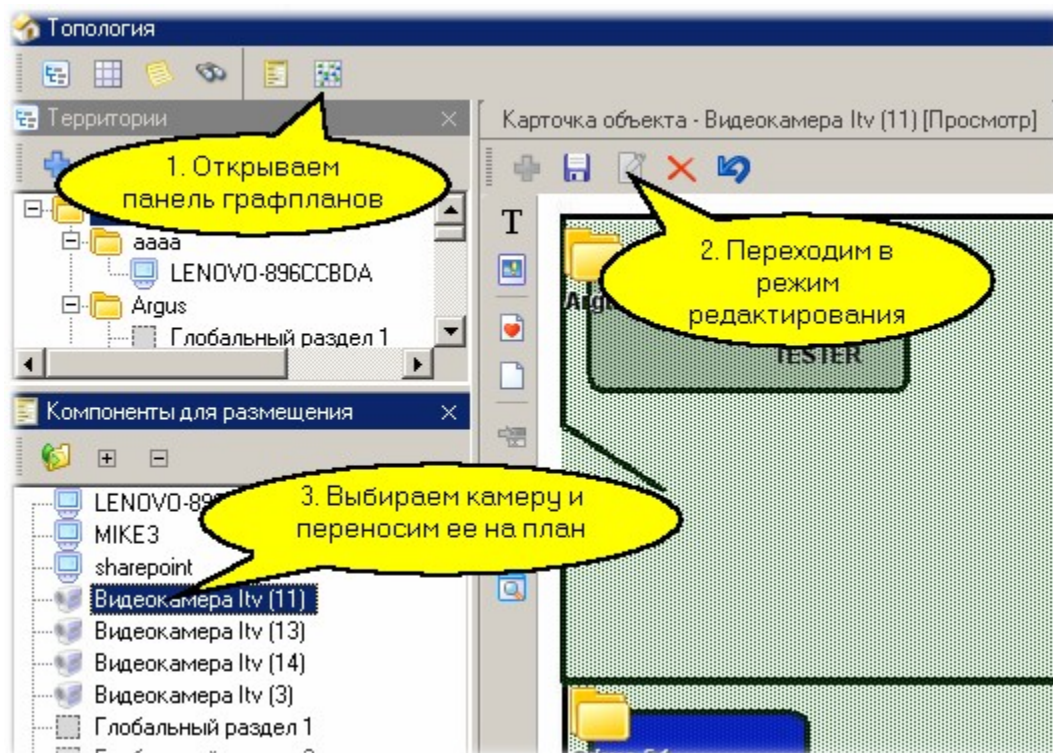 Топология
Территории
Карточка объекта - Видеокамера Itv (11) [Просмотр]
1. Открываем
панель графпланов
aaaa
LENOVO-896CCBDA
Argus
Глобальный раздел 1
T
2. Переходим в
режим
редактирования
TESTER
Компоненты для размещения
LENOVO-89
MIKE3
sharepoint
3. Выбираем камеру и
переносим ее на план
Видеокамера Itv (11)
Видеокамера Itv (13)
Видеокамера Itv (14)
Видеокамера Itv (3)
Глобальный раздел 1